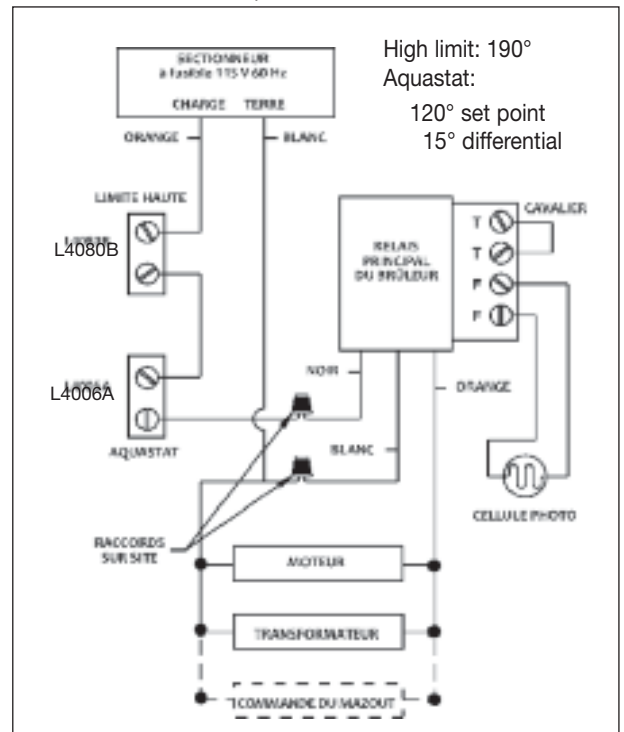 SECTIONNEUR
à fusible 115 V 60 Hz
CHARGE TERRE
High limit: 190°
Aquastat:
120° set point
15° differential
ORANGE
BLANC
LIMITE HAUTE
L4080B
L4006A
AQUASTAT
RELAIS
PRINCIPAL
DU BRÛLEUR
T
T
F
F
CAVALIER
NOIR
ORANGE
BLANC
CELLULE PHOTO
RACCORDS
SUR SITE
MOTEUR
TRANSFORMATEUR
COMMANDE DU MAZOUT